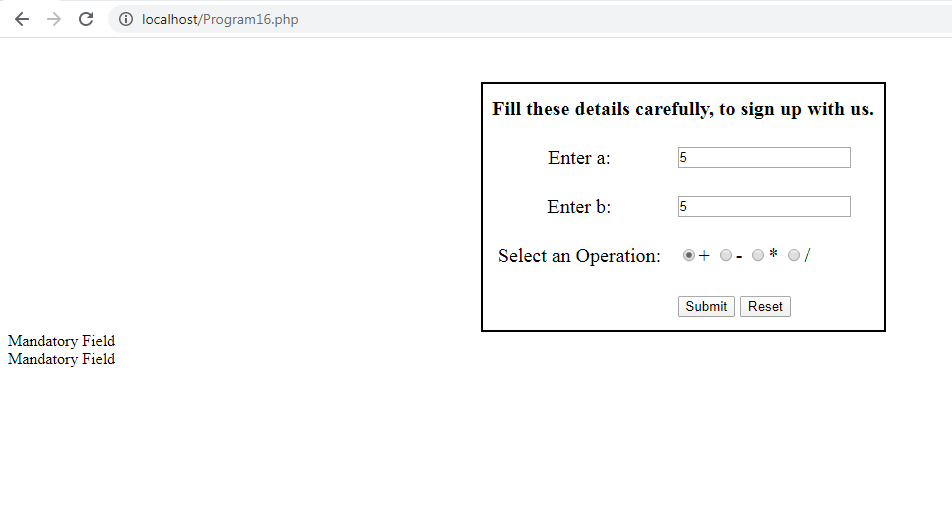 localhost/Program16.php
Fill these details carefully, to sign up with us.
Enter a: 5
Enter b: 5
Select an Operation: + - * /
Submit Reset
Mandatory Field
Mandatory Field